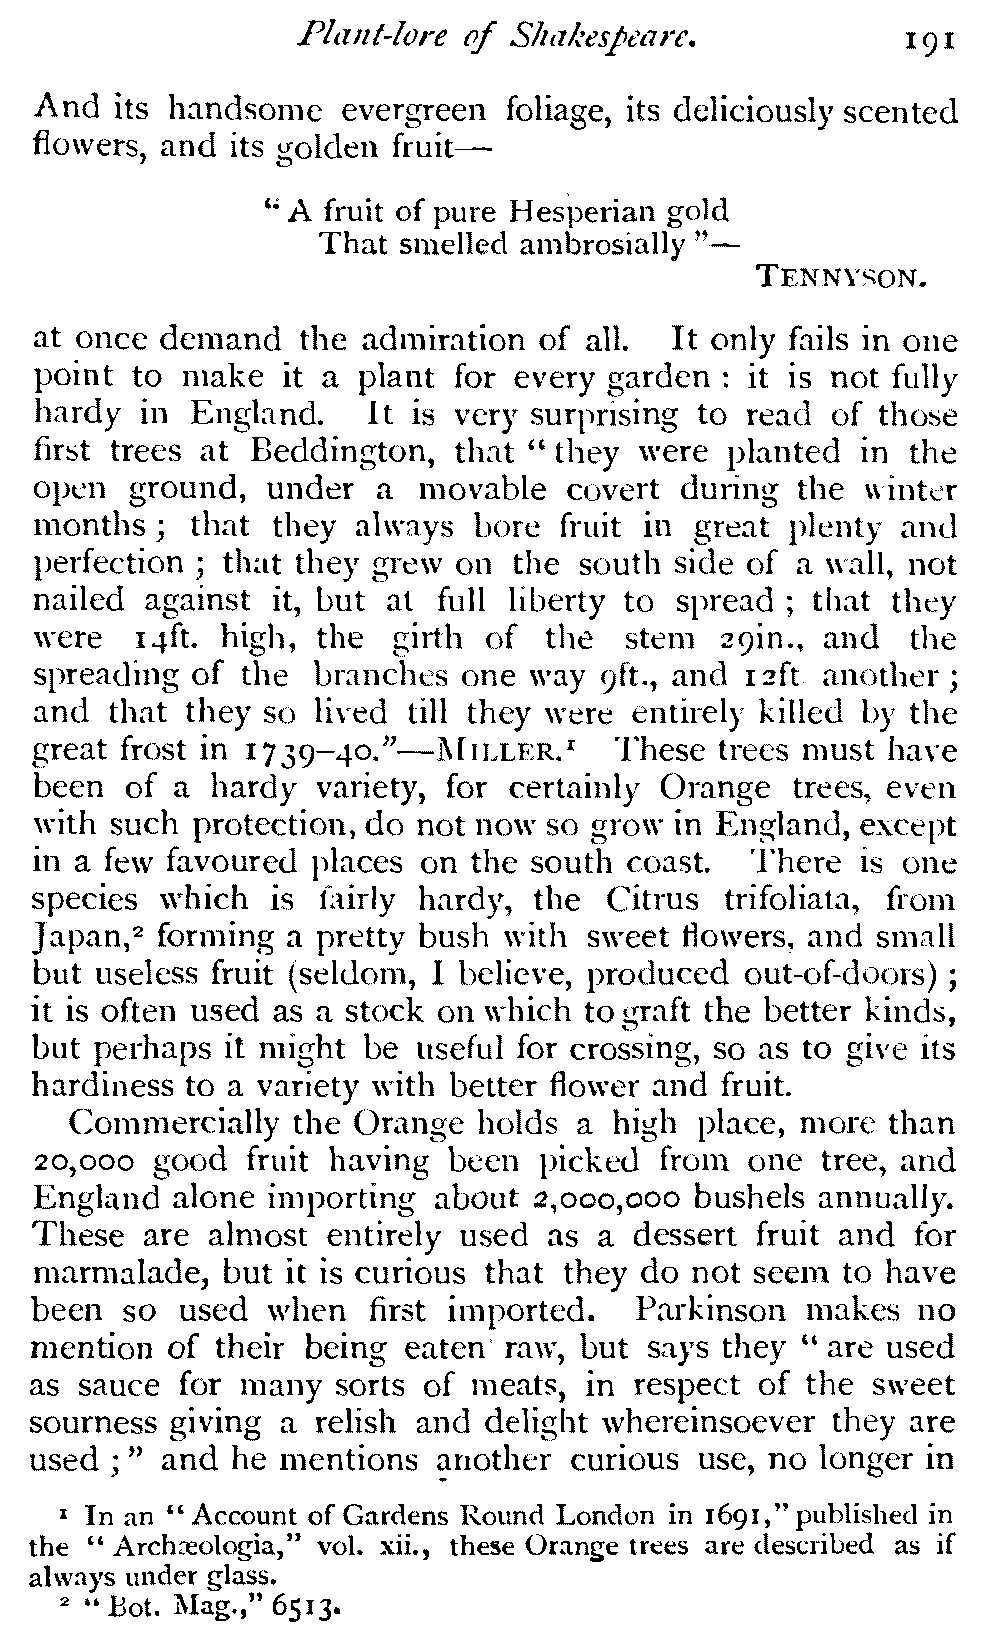 Plant-lore of Shakespeare. 191
And its handsome evergreen foliage, its deliciously scented
flowers, and its golden fruit—
“ A fruit of pure Hesperian gold
That smelled ambrosially ”—
TENNYSON.
at once demand the admiration of all. It only fails in one
point to make it a plant for every garden : it is not fully
hardy in England. It is very surprising to read of those
first trees at Beddington, that “ they were planted in the
open ground, under a movable covert during the winter
months ; that they always bore fruit in great plenty and
perfection ; that they grew on the south side of a wall, not
nailed against it, but at full liberty to spread ; that they
were 14ft. high, the girth of the stem 29in., and the
spreading of the branches one way 9ft., and 12ft another ;
and that they so lived till they were entirely killed by the
great frost in 1739–40.”—MILLER.¹ These trees must have
been of a hardy variety, for certainly Orange trees, even
with such protection, do not now so grow in England, except
in a few favoured places on the south coast. There is one
species which is fairly hardy, the Citrus trifoliata, from
Japan,² forming a pretty bush with sweet flowers, and small
but useless fruit (seldom, I believe, produced out-of-doors) ;
it is often used as a stock on which to graft the better kinds,
but perhaps it might be useful for crossing, so as to give its
hardiness to a variety with better flower and fruit.
Commercially the Orange holds a high place, more than
20,000 good fruit having been picked from one tree, and
England alone importing about 2,000,000 bushels annually.
These are almost entirely used as a dessert fruit and for
marmalade, but it is curious that they do not seem to have
been so used when first imported. Parkinson makes no
mention of their being eaten raw, but says they “ are used
as sauce for many sorts of meats, in respect of the sweet
sourness giving a relish and delight whereinsoever they are
used ; ” and he mentions another curious use, no longer in
¹ In an “ Account of Gardens Round London in 1691,” published in
the “ Archæologia,” vol. xii., these Orange trees are described as if
always under glass.
² “ Bot. Mag.,” 6513.